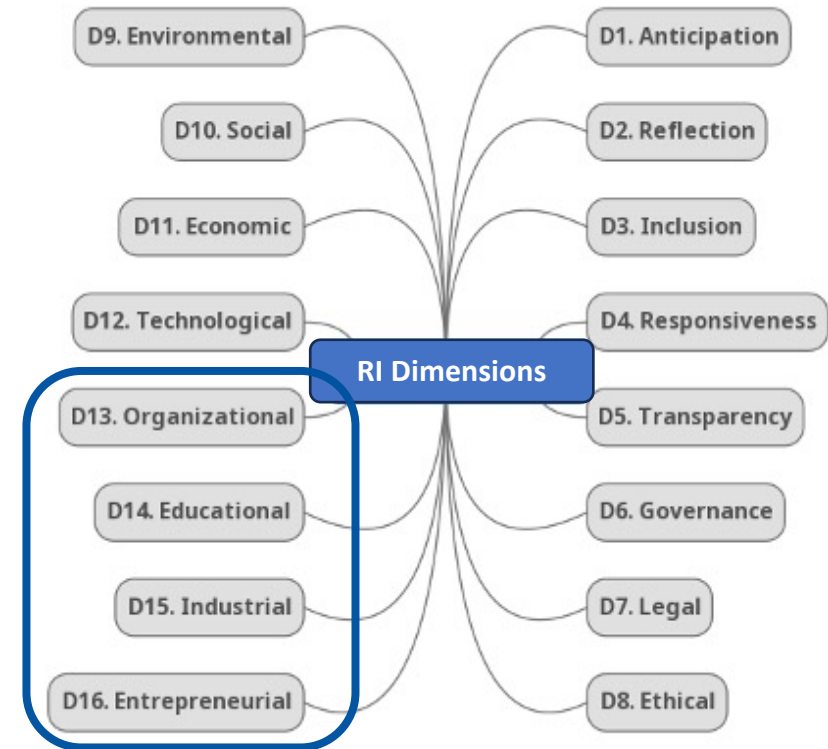 D9. Environmental
D10. Social
D11. Economic
D12. Technological
D13. Organizational
D14. Educational
D15. Industrial
D16. Entrepreneurial
RI Dimensions
D1. Anticipation
D2. Reflection
D3. Inclusion
D4. Responsiveness
D5. Transparency
D6. Governance
D7. Legal
D8. Ethical